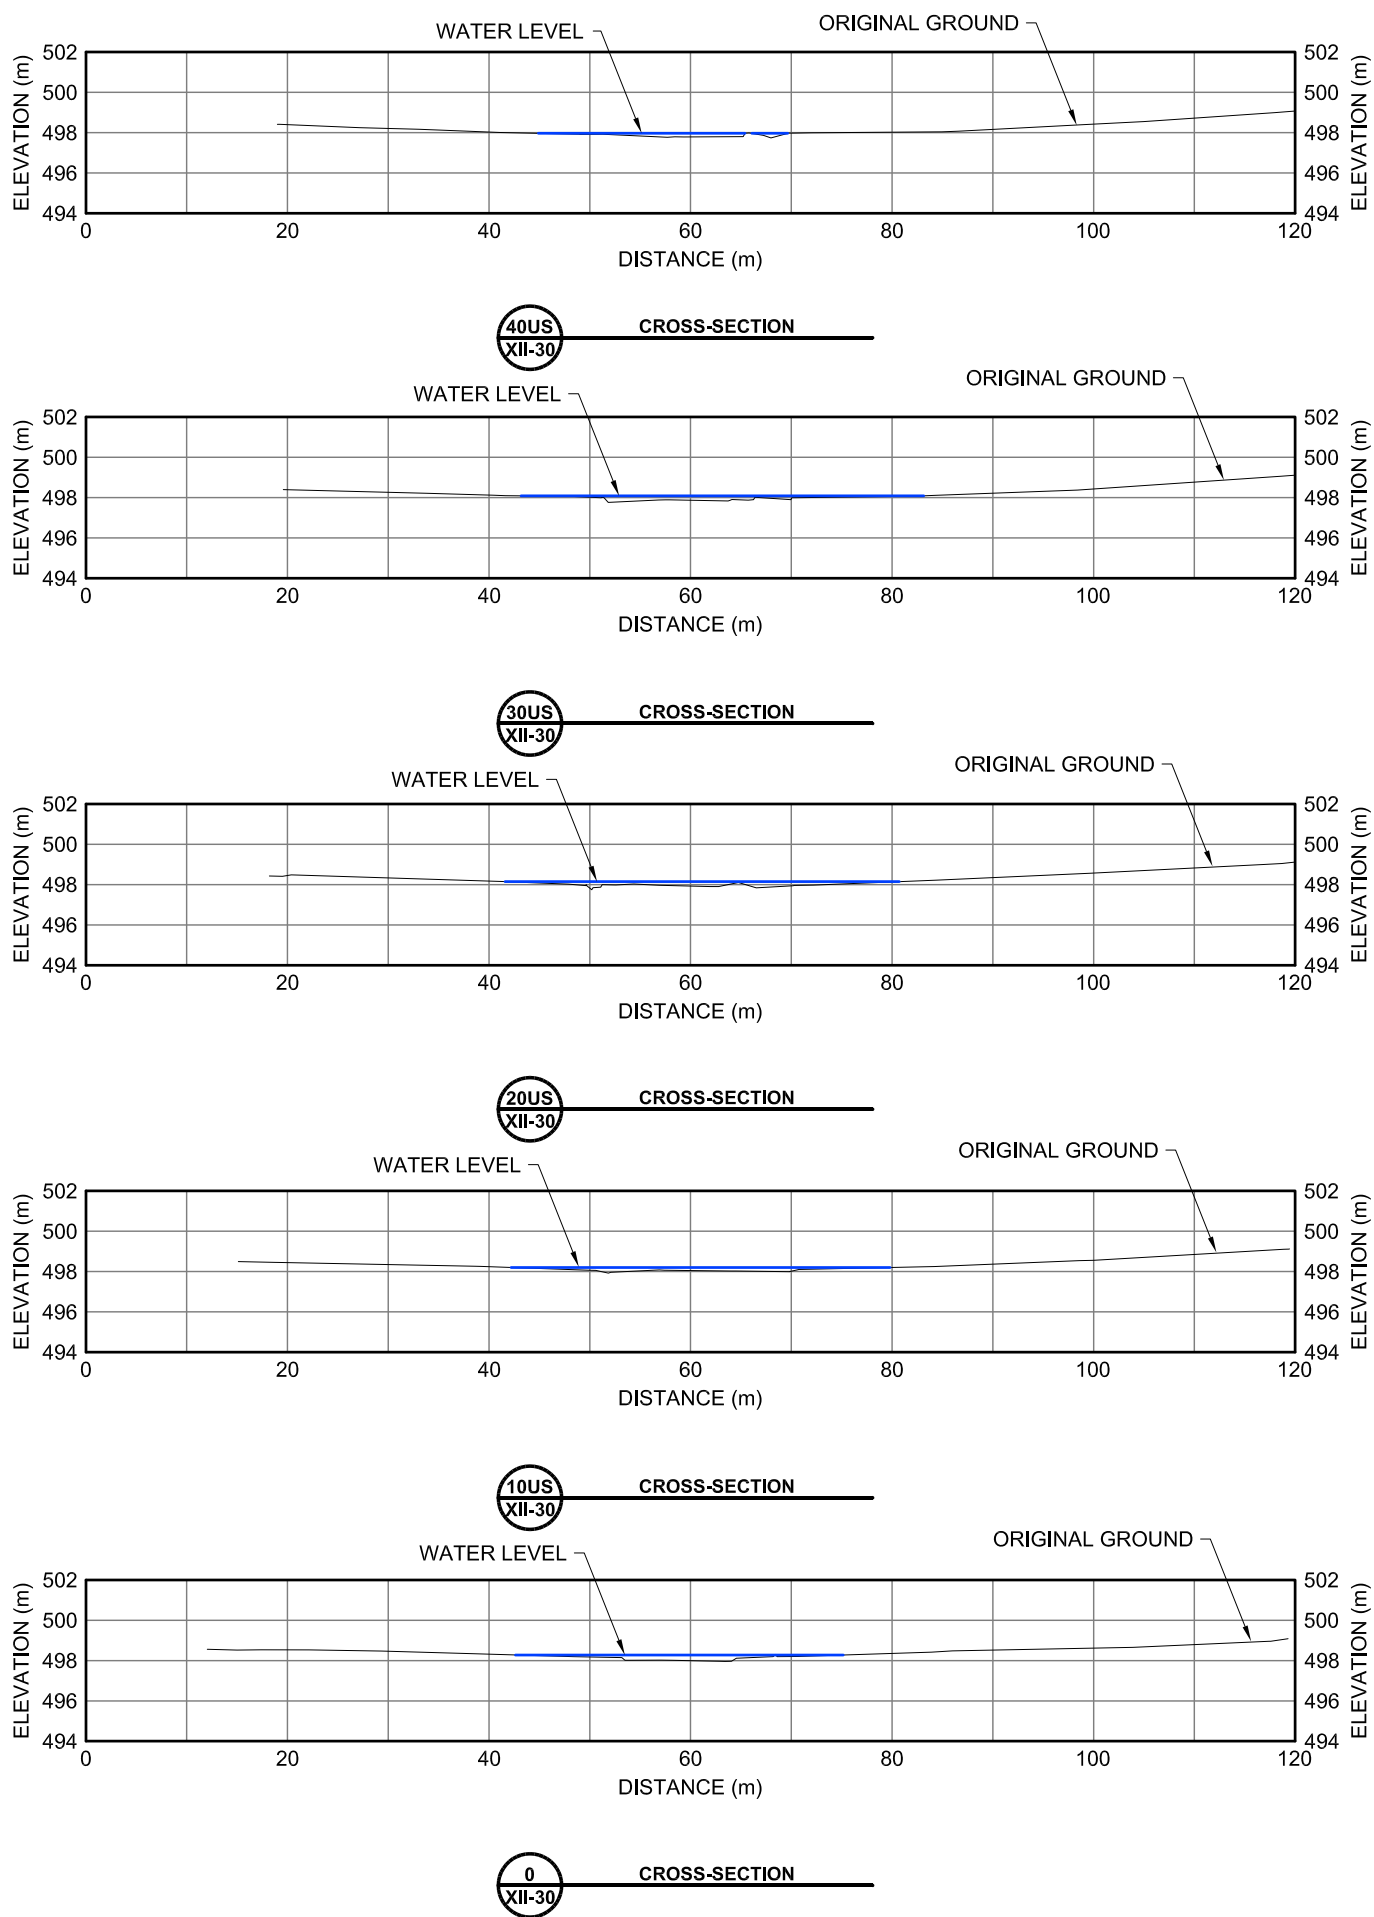 WATER LEVEL
ORIGINAL GROUND
ELEVATION (m)
502
500
498
496
494
502
500
498
496
494
ELEVATION (m)
0 20 40 60 80 100 120
DISTANCE (m)
40US
XII-30
CROSS-SECTION
WATER LEVEL
ORIGINAL GROUND
ELEVATION (m)
502
500
498
496
494
502
500
498
496
494
ELEVATION (m)
0 20 40 60 80 100 120
DISTANCE (m)
30US
XII-30
CROSS-SECTION
WATER LEVEL
ORIGINAL GROUND
ELEVATION (m)
502
500
498
496
494
502
500
498
496
494
ELEVATION (m)
0 20 40 60 80 100 120
DISTANCE (m)
20US
XII-30
CROSS-SECTION
WATER LEVEL
ORIGINAL GROUND
ELEVATION (m)
502
500
498
496
494
502
500
498
496
494
ELEVATION (m)
0 20 40 60 80 100 120
DISTANCE (m)
10US
XII-30
CROSS-SECTION
WATER LEVEL
ORIGINAL GROUND
ELEVATION (m)
502
500
498
496
494
502
500
498
496
494
ELEVATION (m)
0 20 40 60 80 100 120
DISTANCE (m)
0
XII-30
CROSS-SECTION